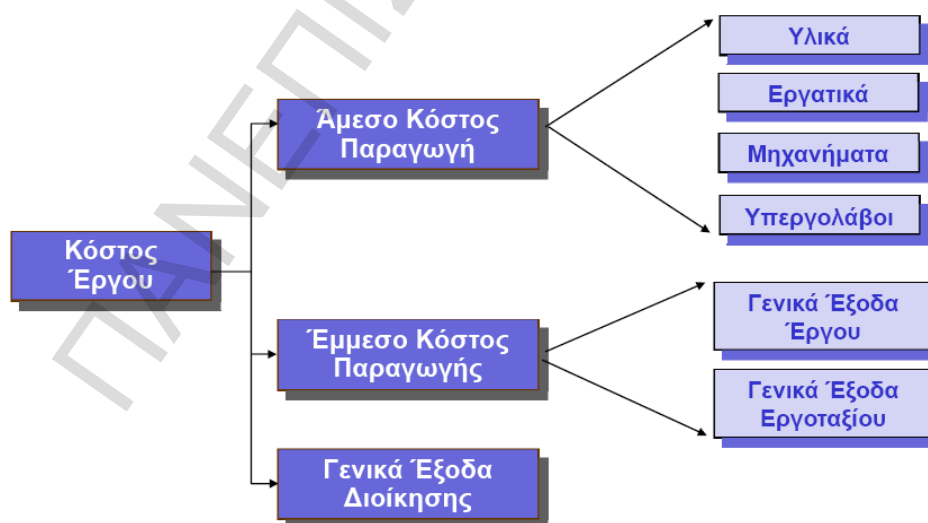 Υλικά
Εργατικά
Άμεσο Κόστος
Παραγωγή
Μηχανήματα
Υπεργολάβοι
Κόστος
Έργου
Γενικά Έξοδα
Έργου
Έμμεσο Κόστος
Παραγωγής
Γενικά Έξοδα
Εργοταξίου
Γενικά Έξοδα
Διοίκησης
ΠΑΝΕΠΙ